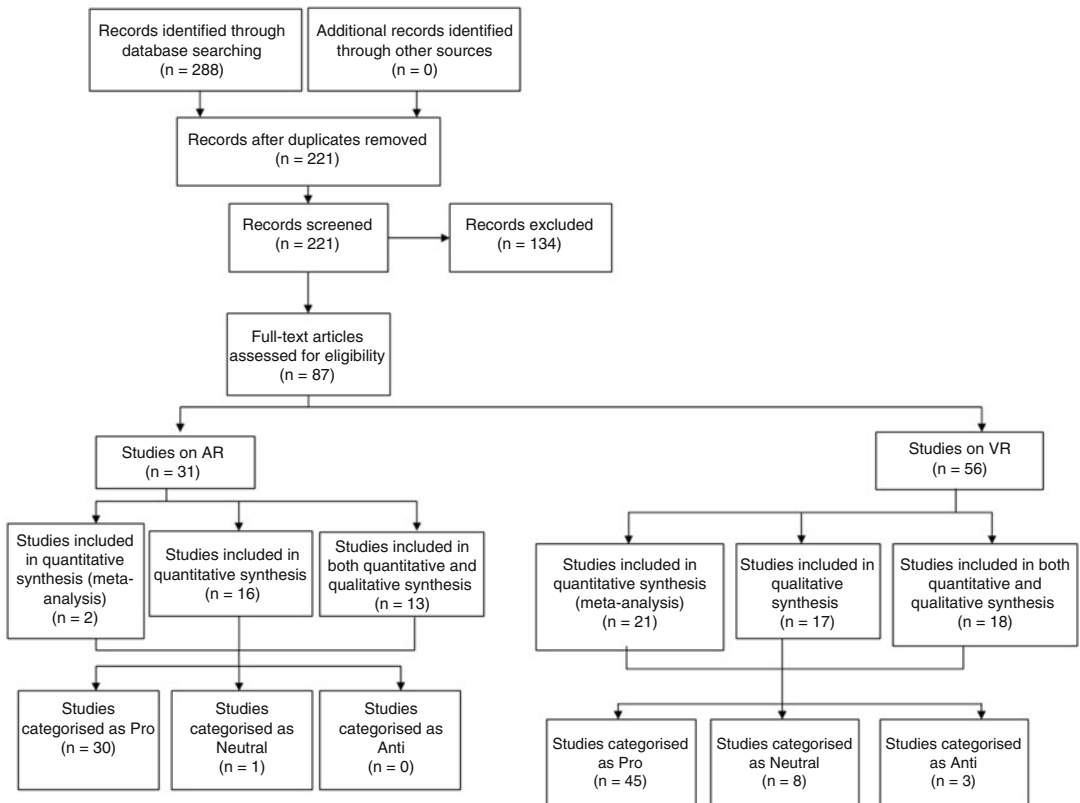 Records identified through
database searching
(n = 288)
Additional records identified
through other sources
(n = 0)
Records after duplicates removed
(n = 221)
Records screened
(n = 221)
Records excluded
(n = 134)
Full-text articles
assessed for eligibility
(n = 87)
Studies on AR
(n = 31)
Studies on VR
(n = 56)
Studies included
in quantitative
synthesis (meta-
analysis)
(n = 2)
Studies included in
quantitative synthesis
(n = 16)
Studies included in
both quantitative and
qualitative synthesis
(n = 13)
Studies included in
quantitative synthesis
(meta-analysis)
(n = 21)
Studies included in
qualitative
synthesis
(n = 17)
Studies included in both
quantitative and
qualitative synthesis
(n = 18)
Studies
categorised as Pro
(n = 30)
Studies
categorised as
Neutral
(n = 1)
Studies
categorised as
Anti
(n = 0)
Studies categorised
as Pro
(n = 45)
Studies categorised
as Neutral
(n = 8)
Studies categorised as
Anti
(n = 3)